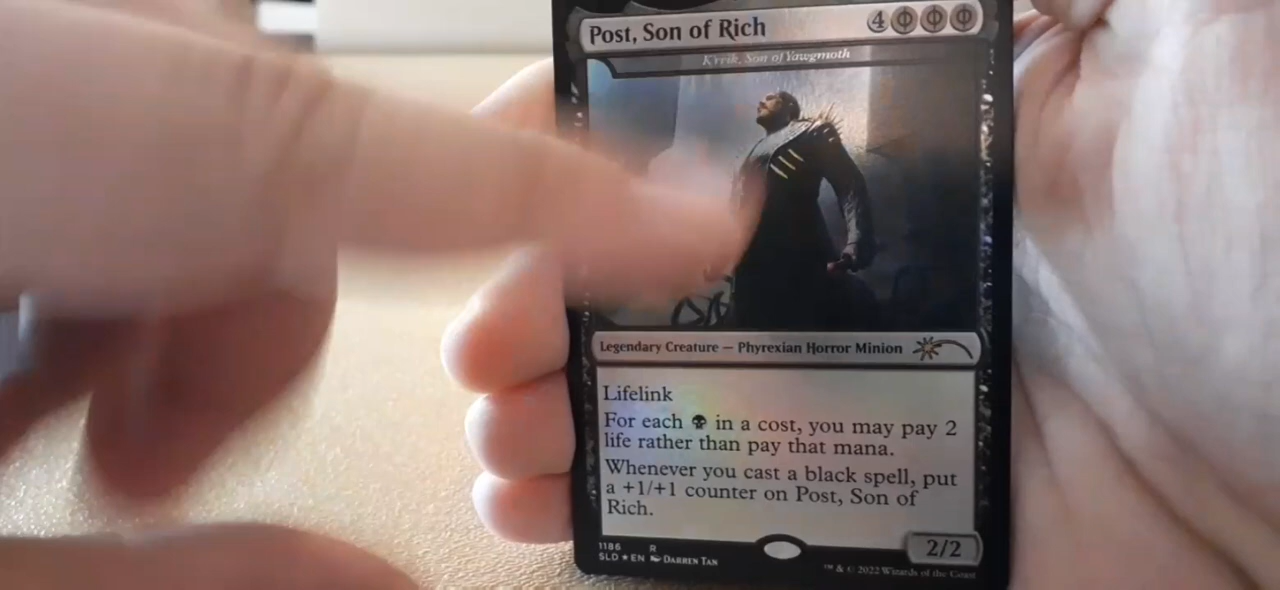 Post, Son of Rich
4
K'rrik, Son of Yawgmoth
Legendary Creature — Phyrexian Horror Minion
Lifelink
For each in a cost, you may pay 2
life rather than pay that mana.
Whenever you cast a black spell, put
a +1/+1 counter on Post, Son of
Rich.
2/2
1186 R
SLD ★ EN DARREN TAN
™ & © 2022 Wizards of the Coast